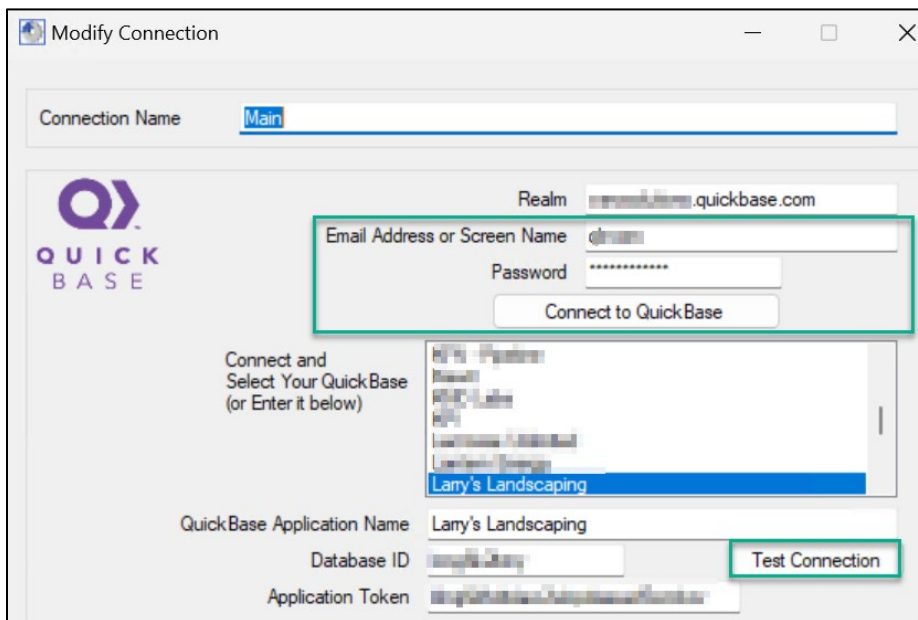 Modify Connection
Connection Name Main
QUICK
BASE
Realm .quickbase.com
Email Address or Screen Name
Password ************
Connect to QuickBase
Connect and
Select Your QuickBase
(or Enter it below)
Larry's Landscaping
QuickBase Application Name Larry's Landscaping
Database ID
Test Connection
Application Token